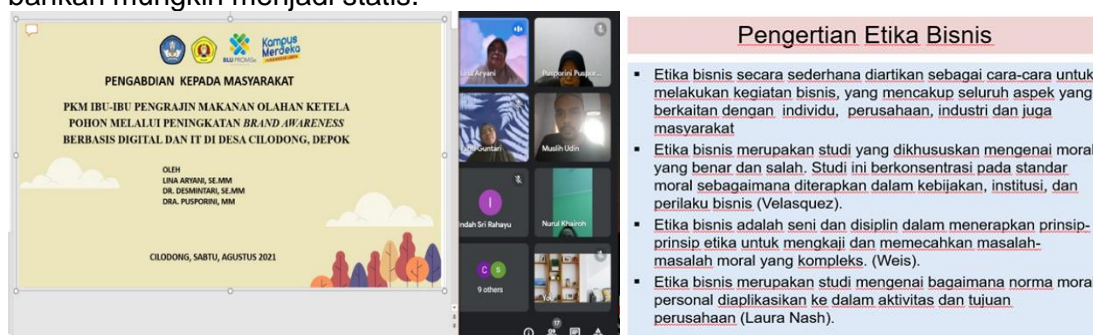 bahkan mungkin menjadi statis.
BLU PROMISe
Kampus
Merdeka
PENGABDIAN KEPADA MASYARAKAT
PKM IBU-IBU PENGRAJIN MAKANAN OLAHAN KETELA
POHON MELALUI PENINGKATAN BRAND AWARENESS
BERBASIS DIGITAL DAN IT DI DESA CILODONG, DEPOK
OLEH
LINA ARYANI, SE.MM
DR. DESMINTARI, SE.MM
DRA. PUSPORINI, MM
CILODONG, SABTU, AGUSTUS 2021
Lina Aryani
Pusporini Puspor...
Guntari
Muslih Udin
I
Indah Sri Rahayu
Nurul Khairoh
C S
9 others
You
17
Pengertian Etika Bisnis
▪ Etika bisnis secara sederhana diartikan sebagai cara-cara untuk
melakukan kegiatan bisnis, yang mencakup seluruh aspek yang
berkaitan dengan individu, perusahaan, industri dan juga
masyarakat
▪ Etika bisnis merupakan studi yang dikhususkan mengenai moral
yang benar dan salah. Studi ini berkonsentrasi pada standar
moral sebagaimana diterapkan dalam kebijakan, institusi, dan
perilaku bisnis (Velasquez).
▪ Etika bisnis adalah seni dan disiplin dalam menerapkan prinsip-
prinsip etika untuk mengkaji dan memecahkan masalah-
masalah moral yang kompleks. (Weis).
▪ Etika bisnis merupakan studi mengenai bagaimana norma moral
personal diaplikasikan ke dalam aktivitas dan tujuan
perusahaan (Laura Nash).